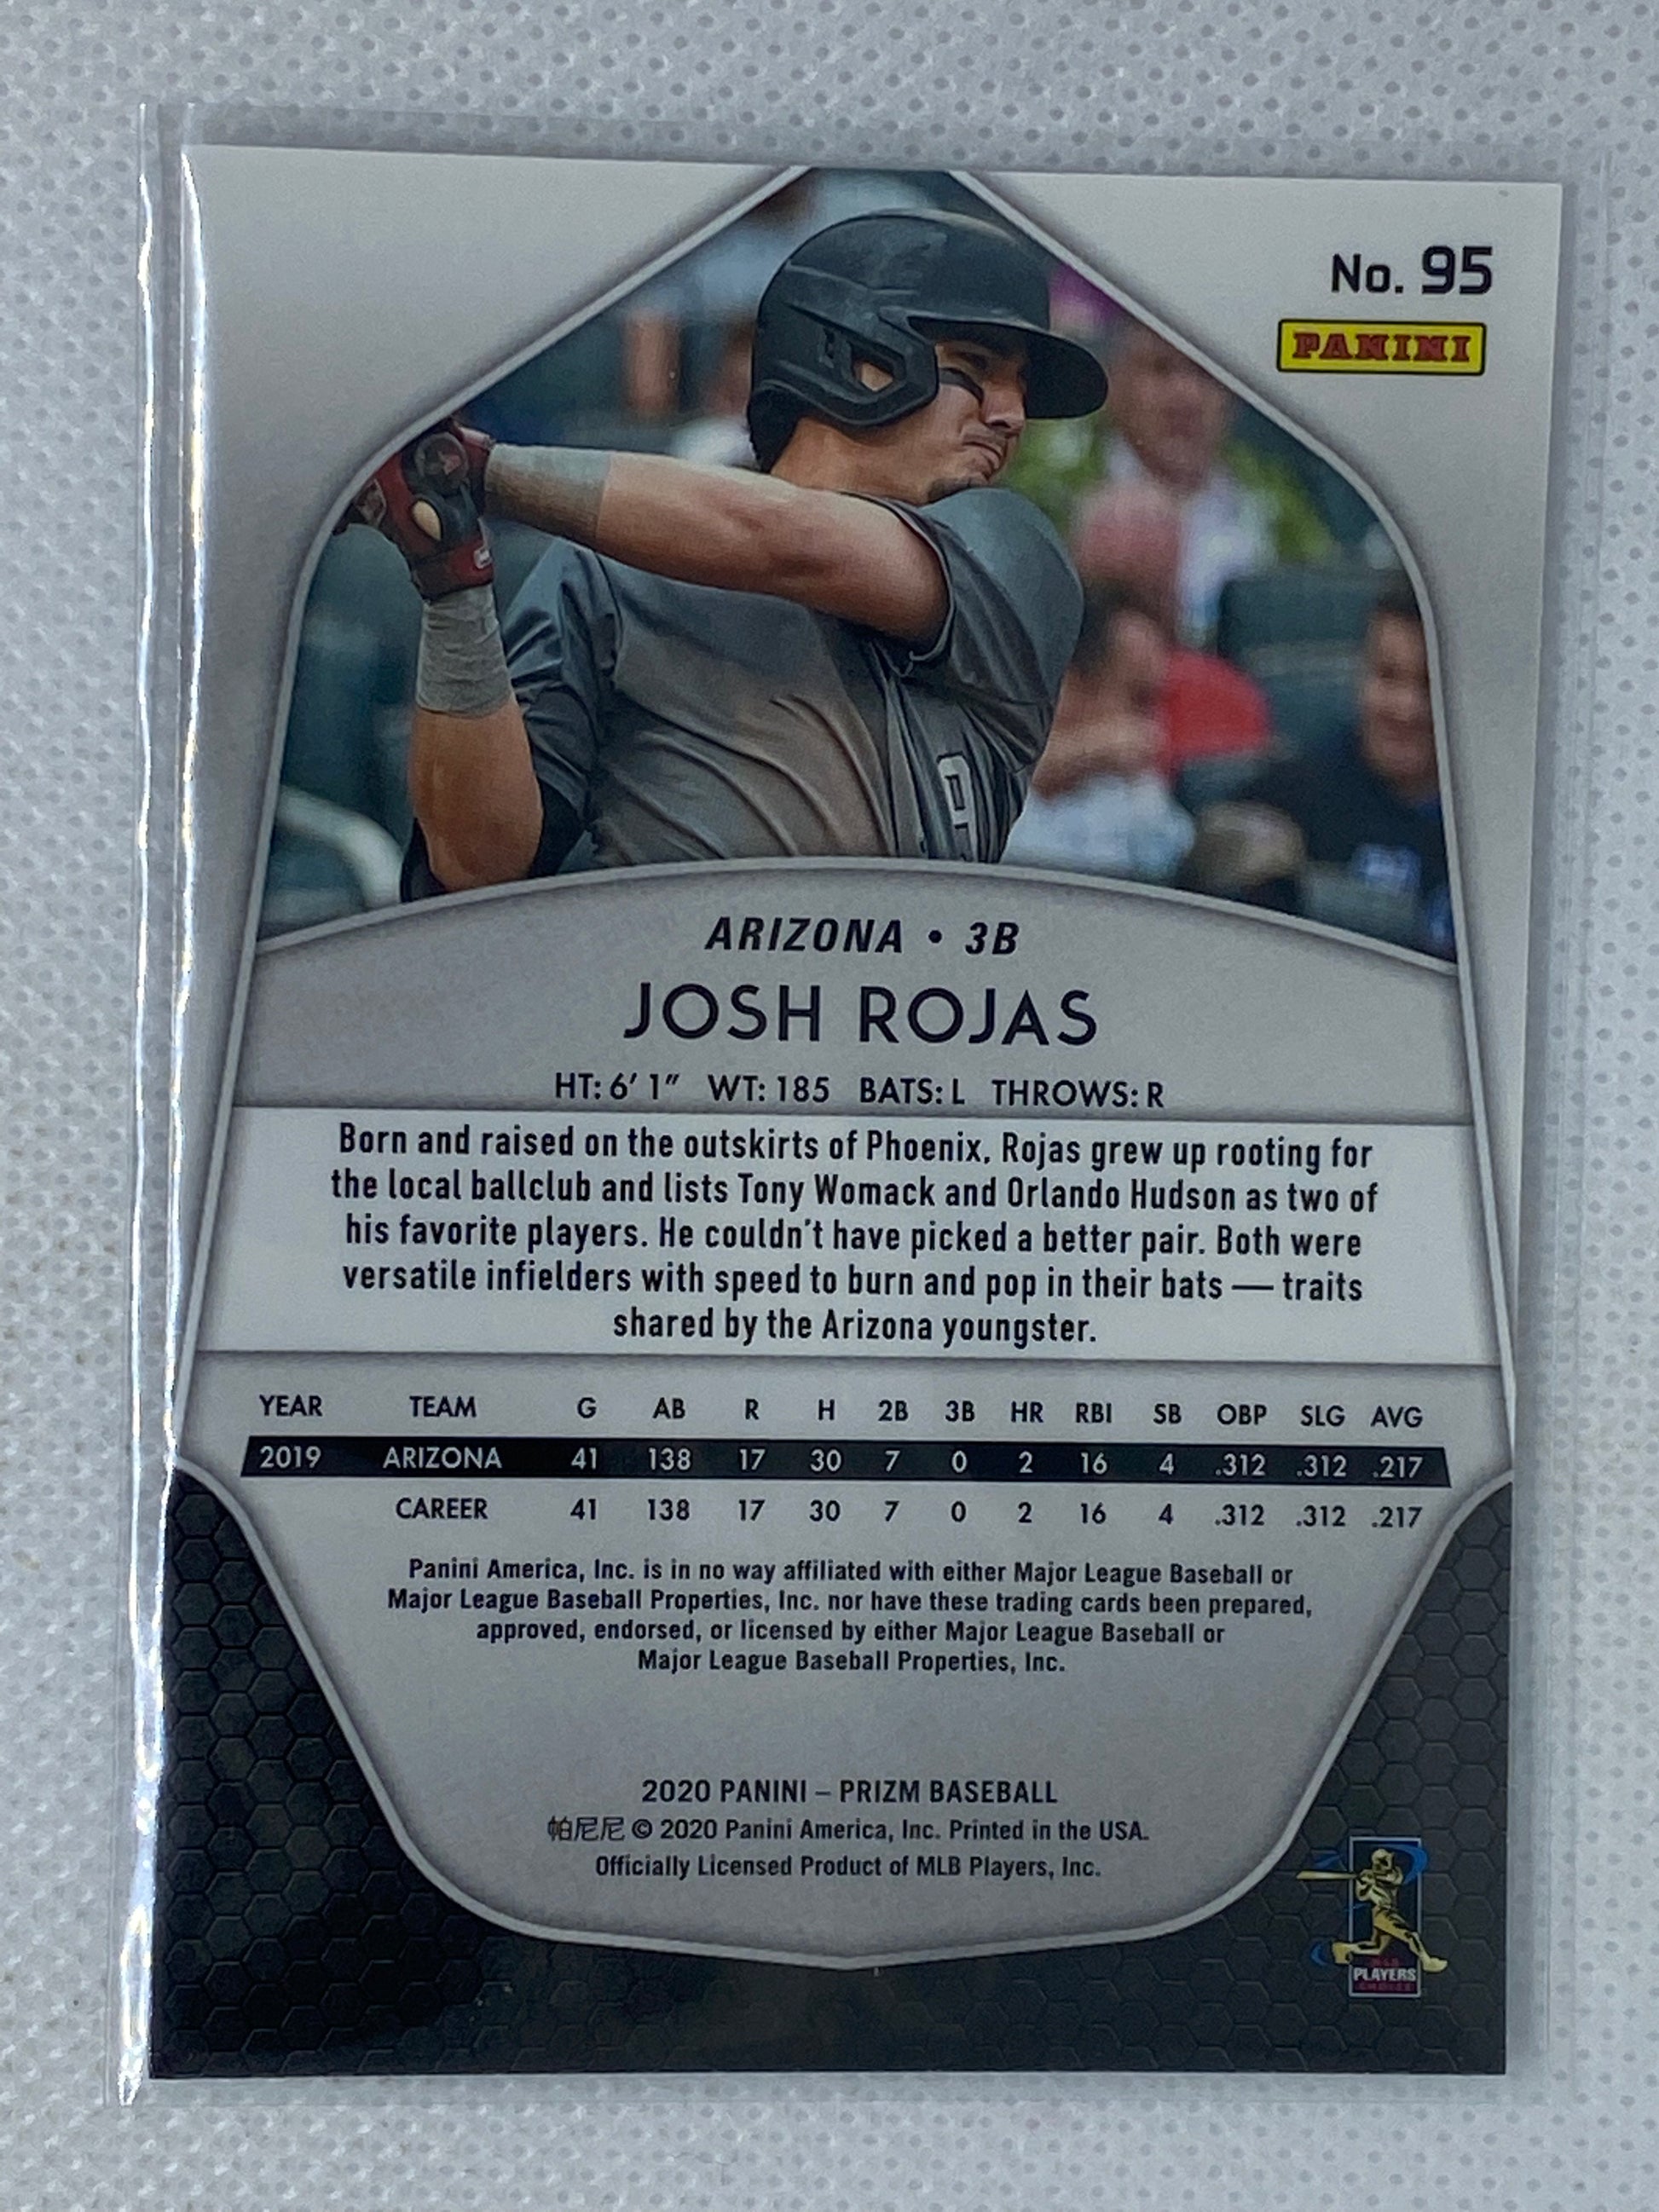 No. 95
PANINI
ARIZONA • 3B
JOSH ROJAS
HT: 6' 1" WT: 185 BATS: L THROWS: R
Born and raised on the outskirts of Phoenix, Rojas grew up rooting for
the local ballclub and lists Tony Womack and Orlando Hudson as two of
his favorite players. He couldn't have picked a better pair. Both were
versatile infielders with speed to burn and pop in their bats — traits
shared by the Arizona youngster.
YEAR TEAM G AB R H 2B 3B HR RBI SB OBP SLG AVG
2019 ARIZONA 41 138 17 30 7 0 2 16 4 .312 .312 .217
CAREER 41 138 17 30 7 0 2 16 4 .312 .312 .217
Panini America, Inc. is in no way affiliated with either Major League Baseball or
Major League Baseball Properties, Inc. nor have these trading cards been prepared,
approved, endorsed, or licensed by either Major League Baseball or
Major League Baseball Properties, Inc.
2020 PANINI – PRIZM BASEBALL
帕尼尼 © 2020 Panini America, Inc. Printed in the USA.
Officially Licensed Product of MLB Players, Inc.
PLAYERS